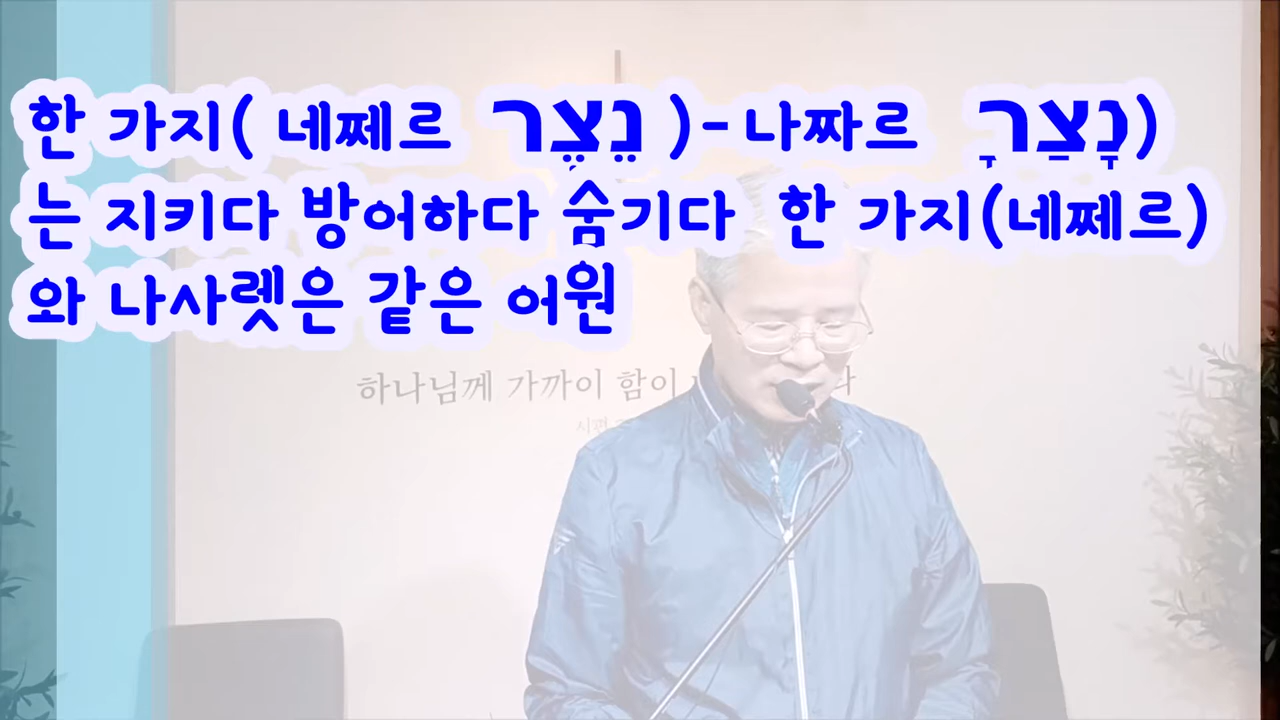 한 가지( 네쩨르 נֵצֶר )-나짜르 נָצַרָ)
는 지키다 방어하다 숨기다 한 가지(네쩨르)
와 나사렛은 같은 어원
하나님께 가까이 함이
시편